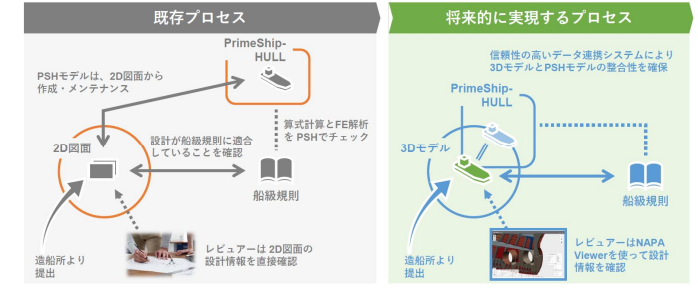 既存プロセス
PrimeShip-
HULL
PSHモデルは、2D図面から
作成・メンテナンス
算式計算とFE解析
を PSHでチェック
2D図面
設計が船級規則に適合
していることを確認
船級規則
造船所より
提出
レビュアーは 2D図面の
設計情報を直接確認
将来的に実現するプロセス
信頼性の高いデータ連携システムにより
3DモデルとPSHモデルの整合性を確保
PrimeShip-
HULL
3Dモデル
船級規則
造船所より
提出
レビュアーはNAPA
Viewerを使って設計
情報を確認